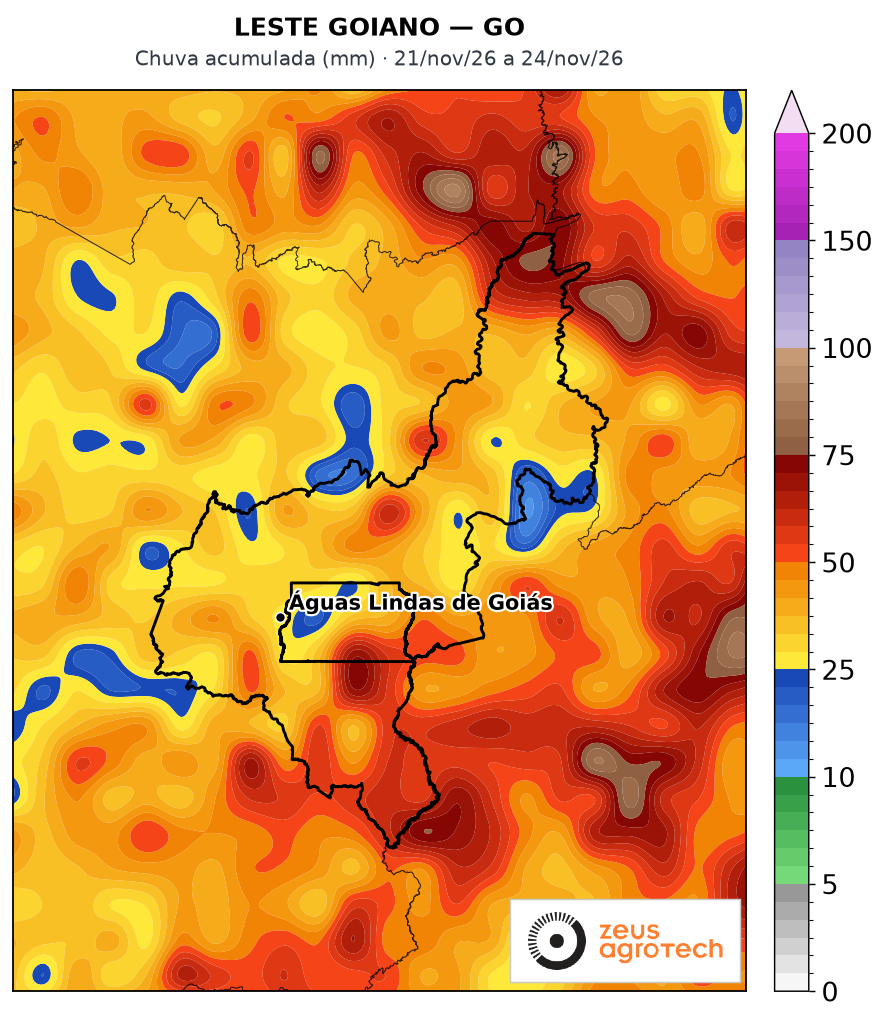 LESTE GOIANO — GO
Chuva acumulada (mm) · 21/nov/26 a 24/nov/26
200
150
100
75
50
25
10
5
0
Águas Lindas de Goiás
zeus
agrotech